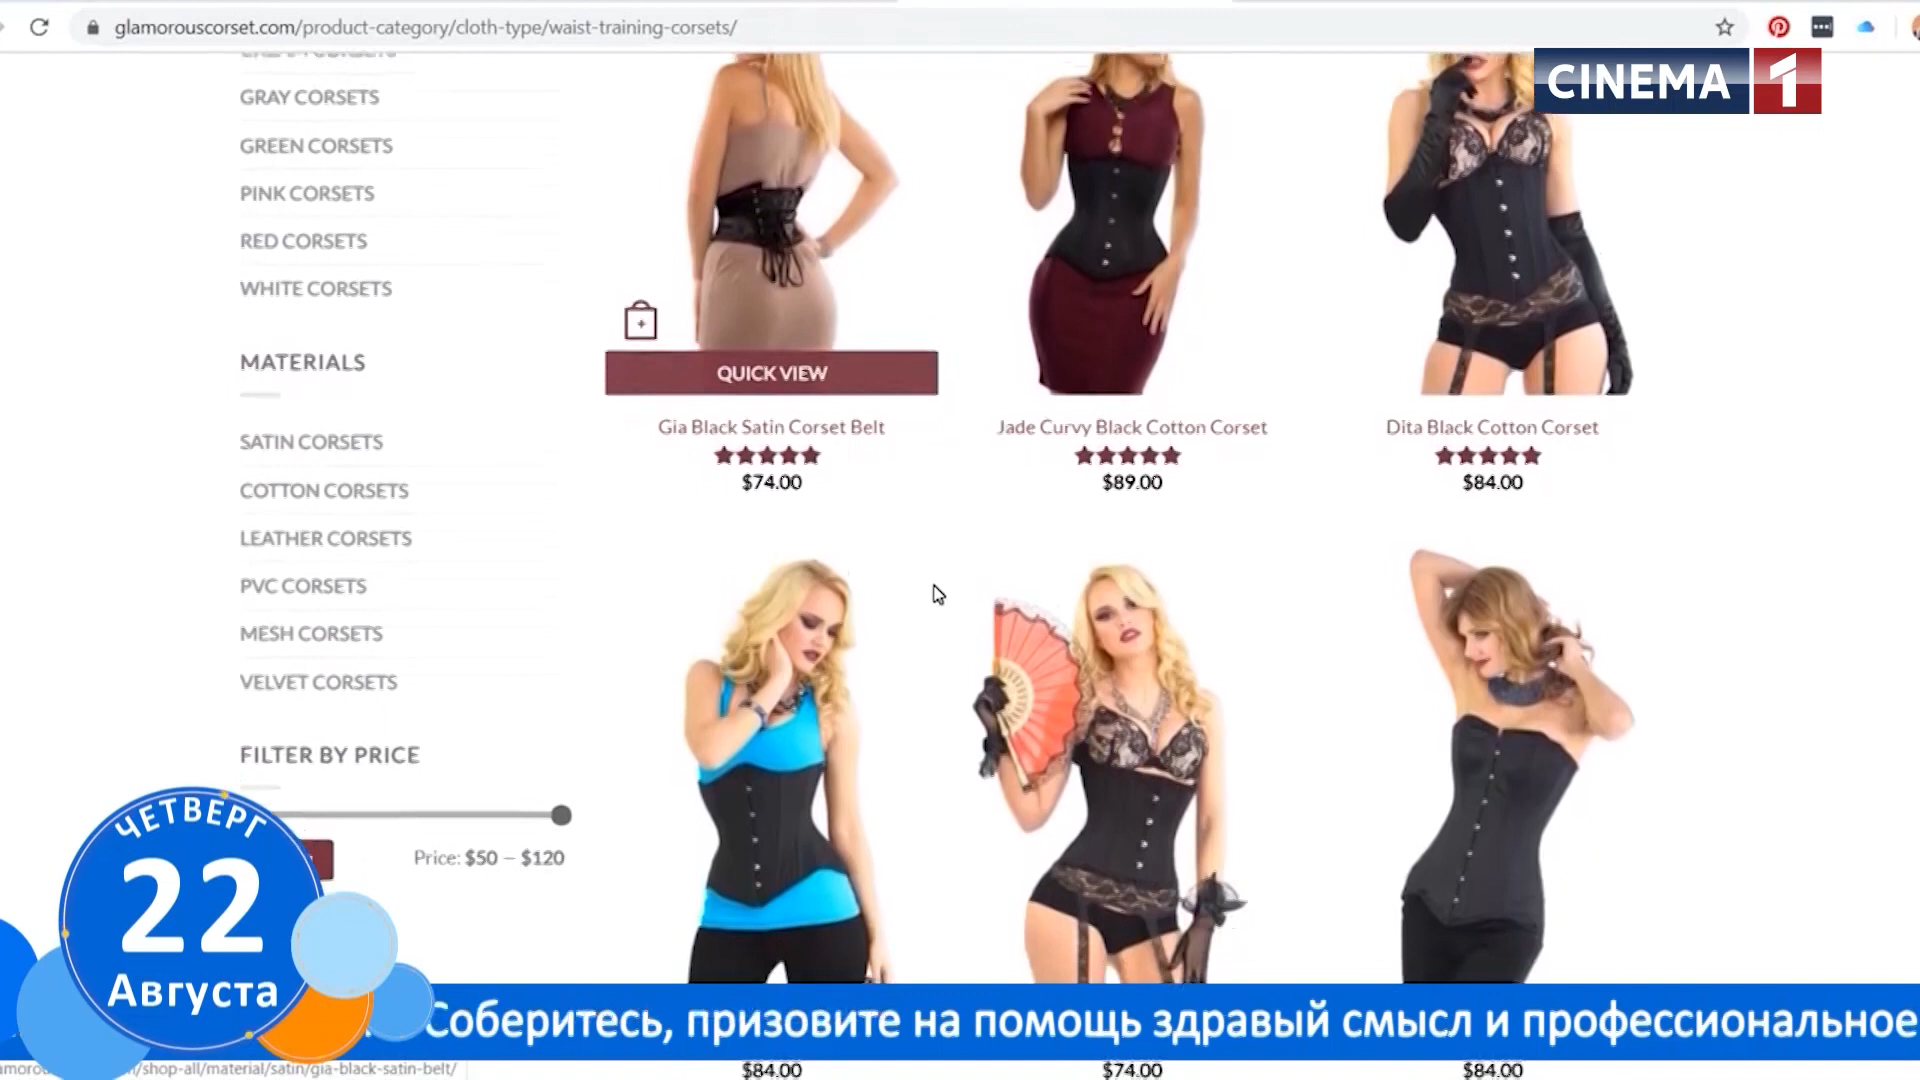 glamorouscorset.com/product-category/cloth-type/waist-training-corsets/
CINEMA 1
GRAY CORSETS
GREEN CORSETS
PINK CORSETS
RED CORSETS
WHITE CORSETS
MATERIALS
SATIN CORSETS
COTTON CORSETS
LEATHER CORSETS
PVC CORSETS
MESH CORSETS
VELVET CORSETS
FILTER BY PRICE
Price: $50 — $120
QUICK VIEW
Gia Black Satin Corset Belt
$74.00
Jade Curvy Black Cotton Corset
$89.00
Dita Black Cotton Corset
$84.00
ЧЕТВЕРГ
22
Августа
Соберитесь, призовите на помощь здравый смысл и профессиональное
/shop-all/material/satin/gia-black-satin-belt/
$84.00
$74.00
$84.00